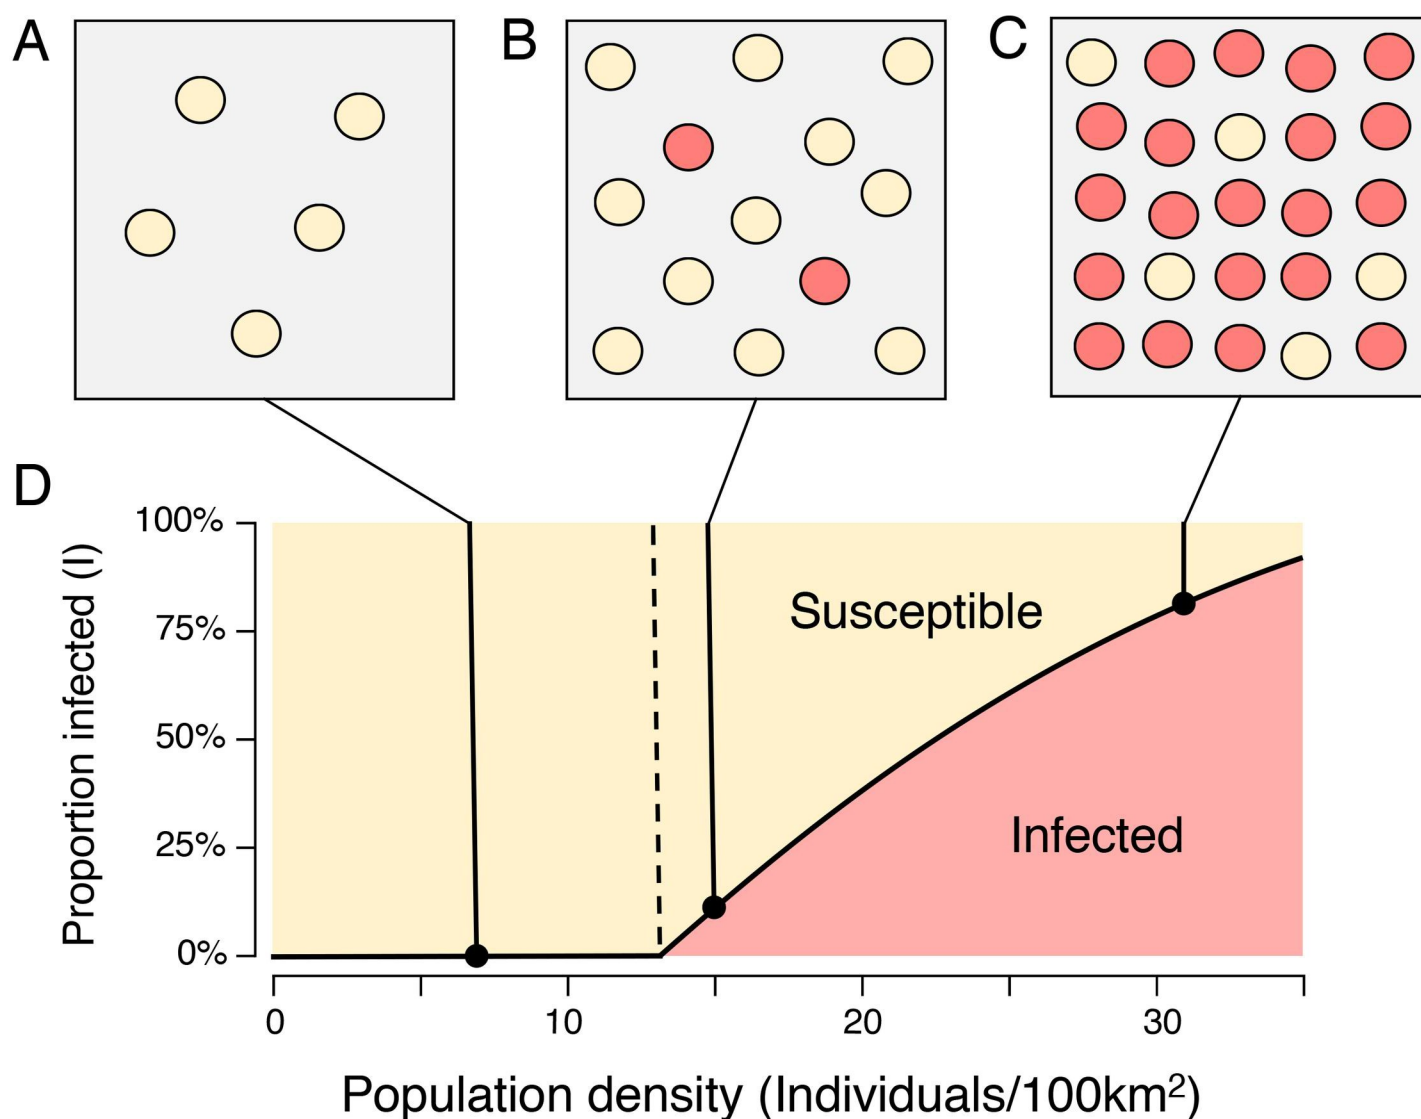 A
B
C
D
100%
75%
50%
25%
0%
Proportion infected (I)
Susceptible
Infected
0
10
20
30
Population density (Individuals/100km²)